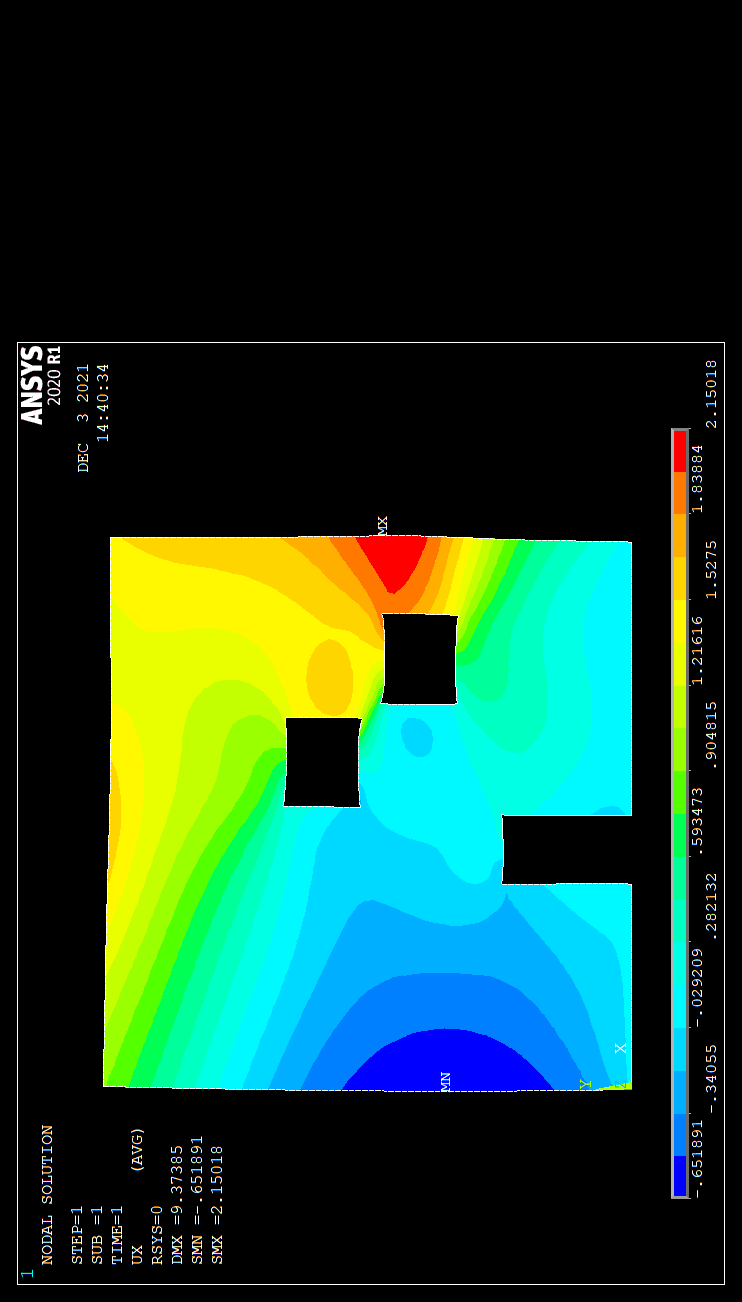 1
NODAL SOLUTION
STEP=1
SUB =1
TIME=1
UX (AVG)
RSYS=0
DMX =9.37385
SMN =-.651891
SMX =2.15018
ANSYS
2020 R1
DEC 3 2021
14:40:34
MX
MN
Y
Z X
-.651891
-.34055
-.029209
.282132
.593473
.904815
1.21616
1.5275
1.83884
2.15018